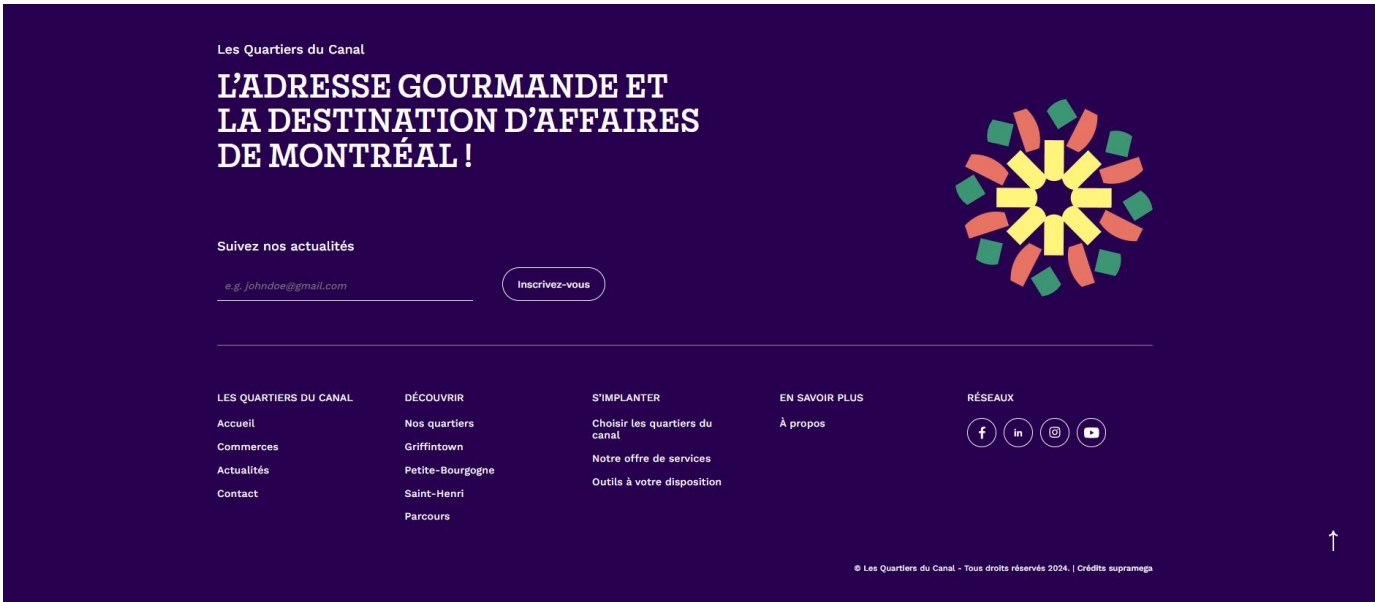 Les Quartiers du Canal
L’ADRESSE GOURMANDE ET
LA DESTINATION D’AFFAIRES
DE MONTRÉAL !
Suivez nos actualités
e.g. johndoe@gmail.com
Inscrivez-vous
LES QUARTIERS DU CANAL
Accueil
Commerces
Actualités
Contact
DÉCOUVRIR
Nos quartiers
Griffintown
Petite-Bourgogne
Saint-Henri
Parcours
S'IMPLANTER
Choisir les quartiers du
canal
Notre offre de services
Outils à votre disposition
EN SAVOIR PLUS
À propos
RÉSEAUX
© Les Quartiers du Canal - Tous droits réservés 2024. | Crédits supramega